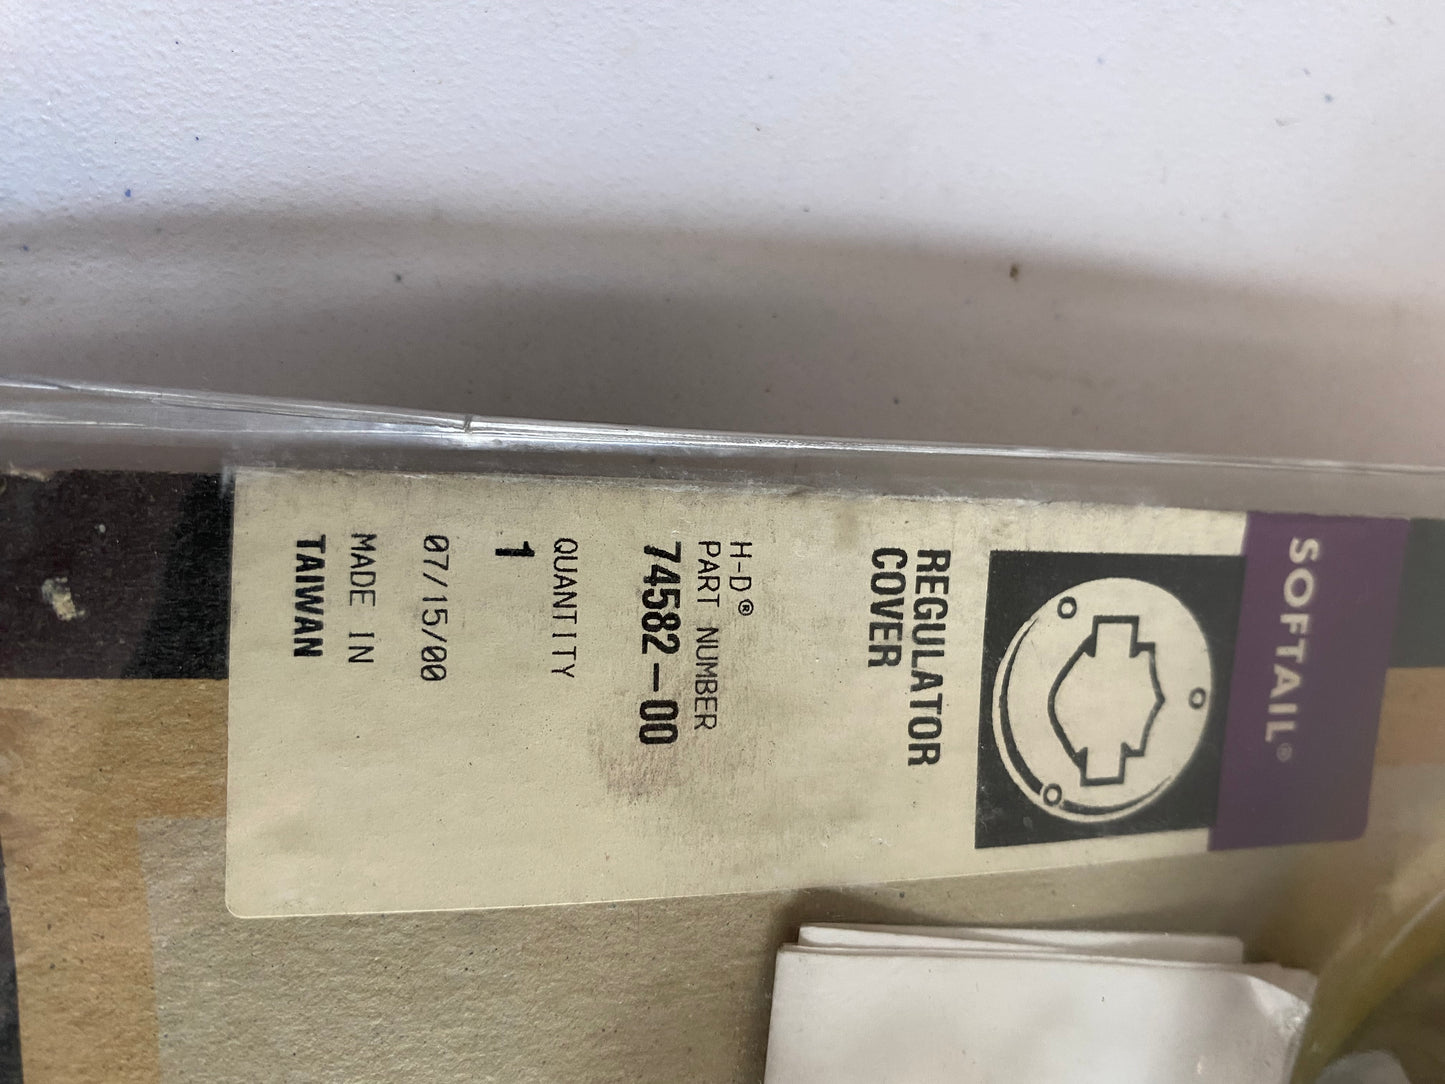 SOFTAIL®
REGULATOR
COVER
H-D®
PART NUMBER
74582-00
QUANTITY
1
07/15/00
MADE IN
TAIWAN